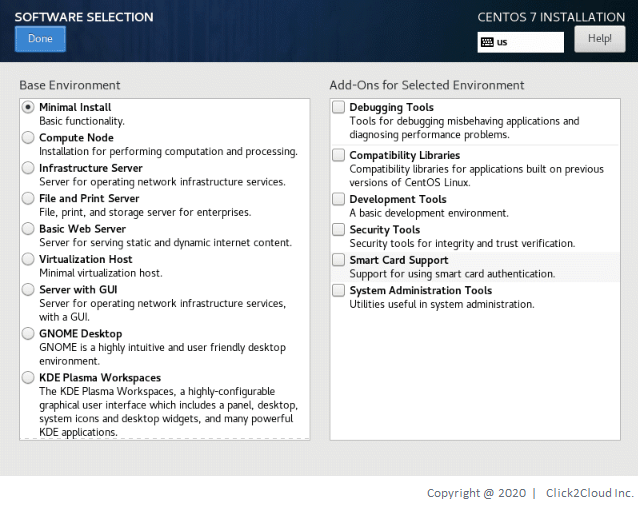 SOFTWARE SELECTION
CENTOS 7 INSTALLATION
Done
us
Help!
Base Environment
Minimal Install
Basic functionality.
Compute Node
Installation for performing computation and processing.
Infrastructure Server
Server for operating network infrastructure services.
File and Print Server
File, print, and storage server for enterprises.
Basic Web Server
Server for serving static and dynamic internet content.
Virtualization Host
Minimal virtualization host.
Server with GUI
Server for operating network infrastructure services,
with a GUI.
GNOME Desktop
GNOME is a highly intuitive and user friendly desktop
environment.
KDE Plasma Workspaces
The KDE Plasma Workspaces, a highly-configurable
graphical user interface which includes a panel, desktop,
system icons and desktop widgets, and many powerful
KDE applications.
Add-Ons for Selected Environment
Debugging Tools
Tools for debugging misbehaving applications and
diagnosing performance problems.
Compatibility Libraries
Compatibility libraries for applications built on previous
versions of CentOS Linux.
Development Tools
A basic development environment.
Security Tools
Security tools for integrity and trust verification.
Smart Card Support
Support for using smart card authentication.
System Administration Tools
Utilities useful in system administration.
Copyright @ 2020 | Click2Cloud Inc.